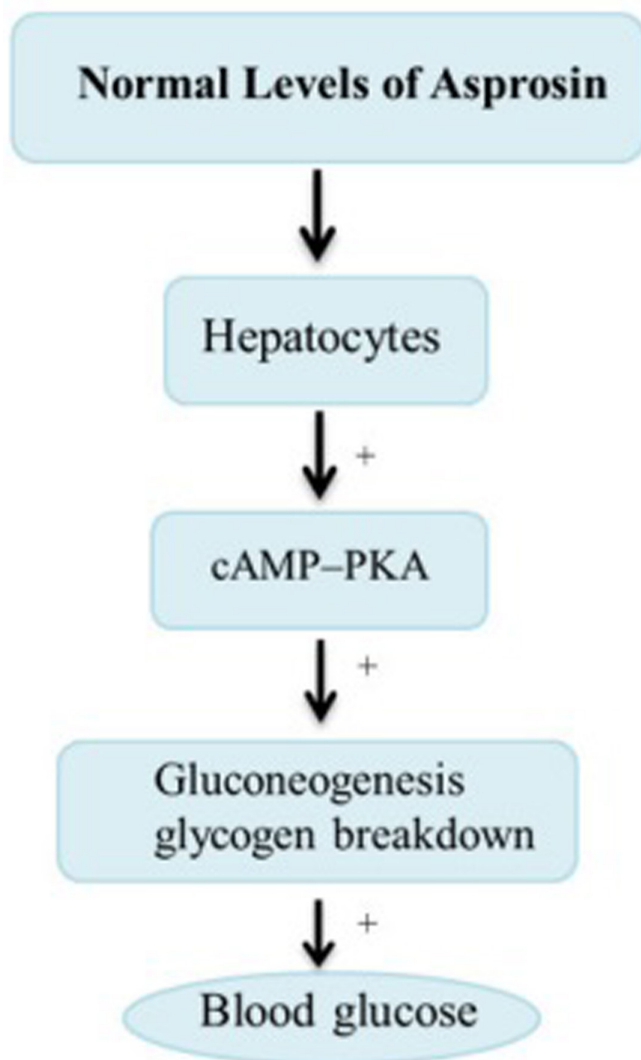 Normal Levels of Asprosin
Hepatocytes
+
cAMP–PKA
+
Gluconeogenesis
glycogen breakdown
+
Blood glucose